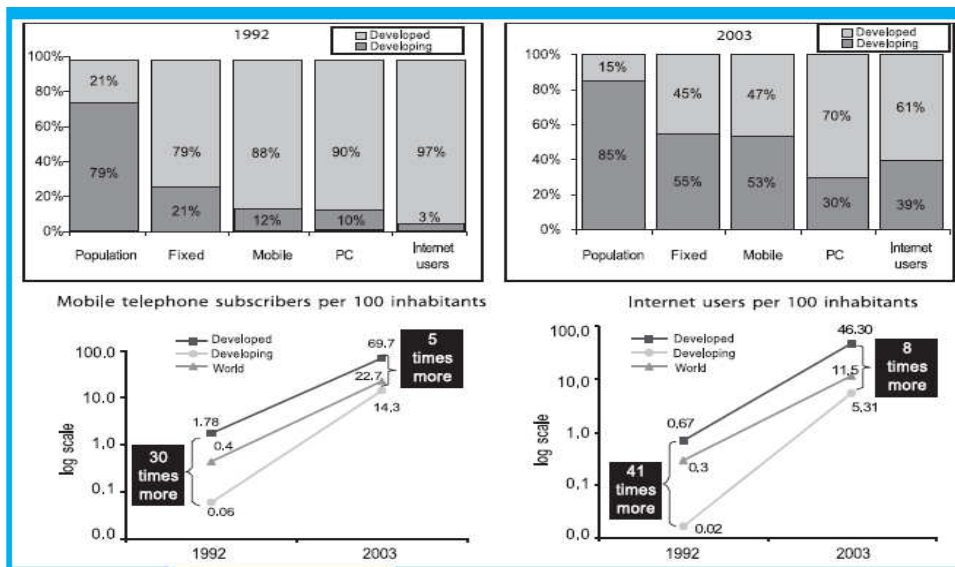 1992
Developed
Developing
100%
80%
60%
40%
20%
0%
21%
79%
79%
21%
88%
12%
90%
10%
97%
3%
Population
Fixed
Mobile
PC
Internet
users
2003
Developed
Developing
100%
80%
60%
40%
20%
0%
15%
85%
45%
55%
47%
53%
70%
30%
61%
39%
Population
Fixed
Mobile
PC
Internet
users
Mobile telephone subscribers per 100 inhabitants
Developed
Developing
World
log scale
100.0
10.0
1.0
0.1
0.0
1.78
0.4
0.06
69.7
22.7
14,3
30
times
more
5
times
more
1992
2003
Internet users per 100 inhabitants
Developed
Developing
World
log scale
100,0
10,0
1,0
0,1
0,0
0,67
0,3
0.02
46.30
11,5
5,31
41
times
more
8
times
more
1992
2003